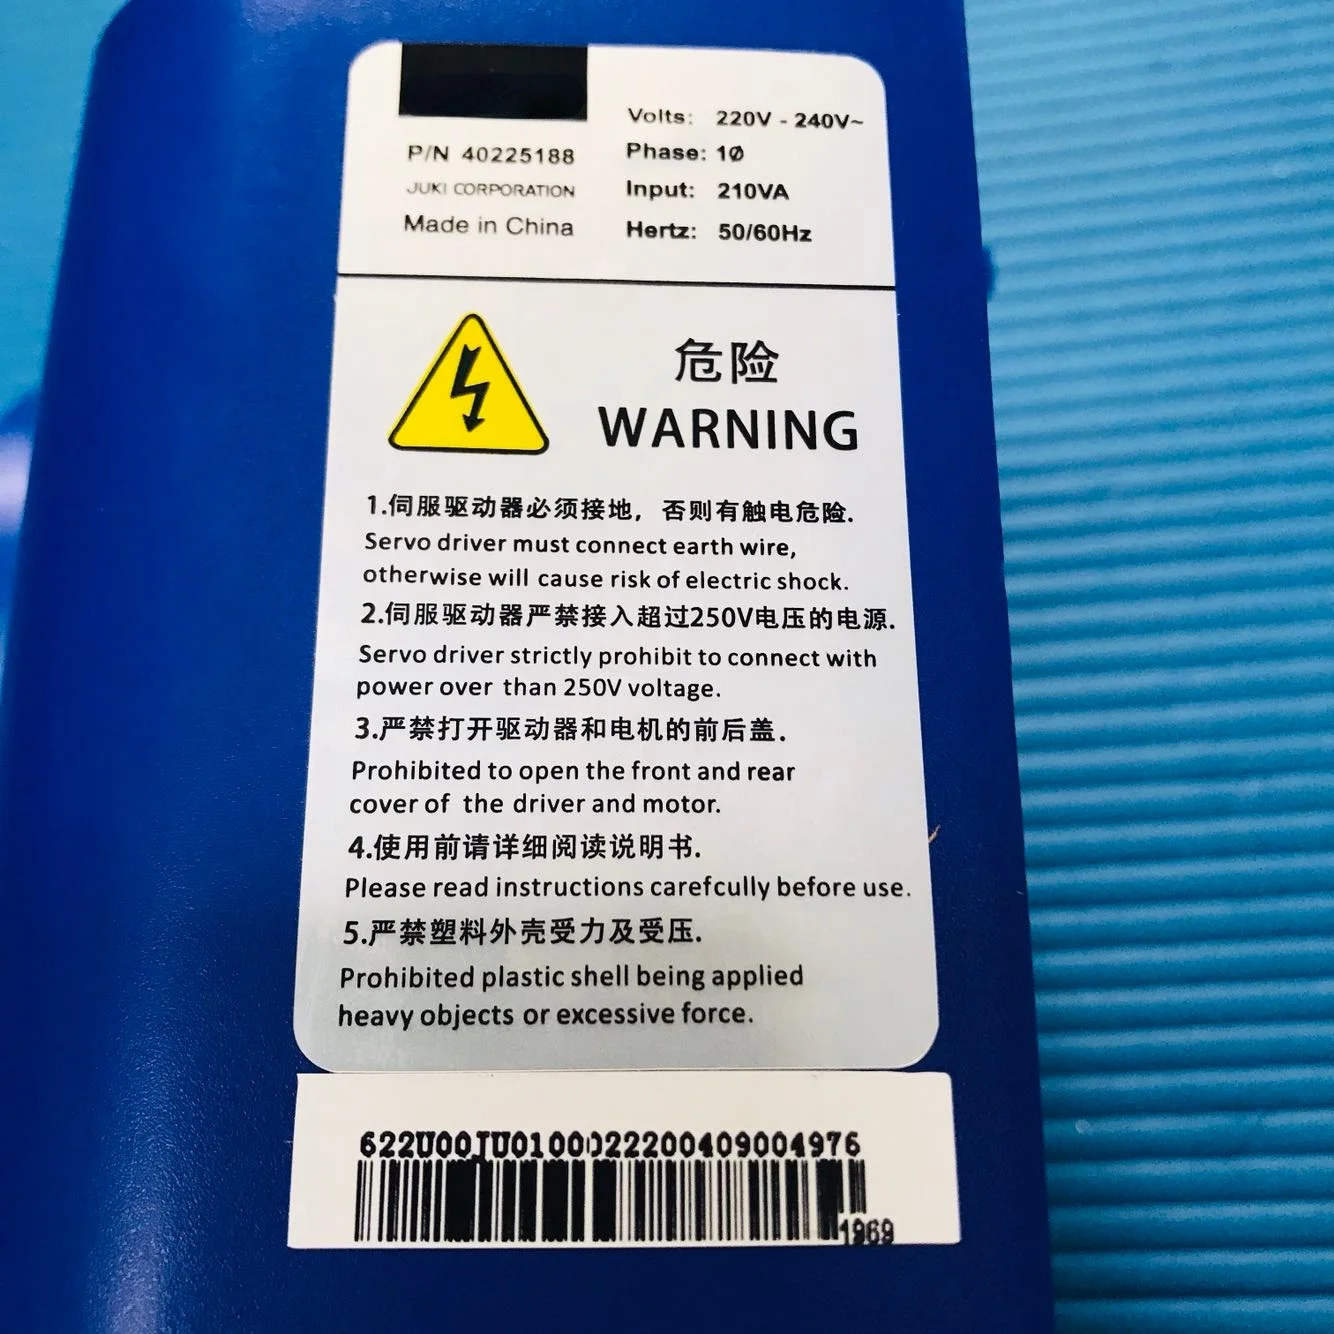 P/N 40225188
JUKI CORPORATION
Made in China
Volts: 220V - 240V~
Phase: 1Ø
Input: 210VA
Hertz: 50/60Hz
危险
WARNING
1.伺服驱动器必须接地，否则有触电危险.
Servo driver must connect earth wire,
otherwise will cause risk of electric shock.
2.伺服驱动器严禁接入超过250V电压的电源.
Servo driver strictly prohibit to connect with
power over than 250V voltage.
3.严禁打开驱动器和电机的前后盖.
Prohibited to open the front and rear
cover of the driver and motor.
4.使用前请详细阅读说明书.
Please read instructions carefcully before use.
5.严禁塑料外壳受力及受压.
Prohibited plastic shell being applied
heavy objects or excessive force.
622U00JU0100022200409004976
1969